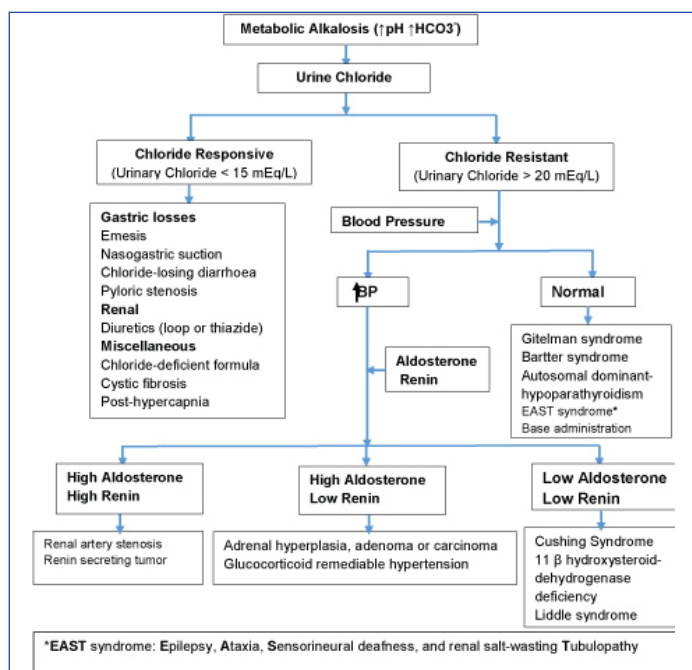 Metabolic Alkalosis (↑pH ↑HCO3⁻)
Urine Chloride
Chloride Responsive
(Urinary Chloride < 15 mEq/L)
Chloride Resistant
(Urinary Chloride > 20 mEq/L)
Gastric losses
Emesis
Nasogastric suction
Chloride-losing diarrhoea
Pyloric stenosis
Renal
Diuretics (loop or thiazide)
Miscellaneous
Chloride-deficient formula
Cystic fibrosis
Post-hypercapnia
Blood Pressure
↑BP
Normal
Gitelman syndrome
Bartter syndrome
Autosomal dominant-
hypoparathyroidism
EAST syndrome*
Base administration
Aldosterone
Renin
High Aldosterone
High Renin
High Aldosterone
Low Renin
Low Aldosterone
Low Renin
Renal artery stenosis
Renin secreting tumor
Adrenal hyperplasia, adenoma or carcinoma
Glucocorticoid remediable hypertension
Cushing Syndrome
11 β hydroxysteroid-
dehydrogenase
deficiency
Liddle syndrome
*EAST syndrome: Epilepsy, Ataxia, Sensorineural deafness, and renal salt-wasting Tubulopathy